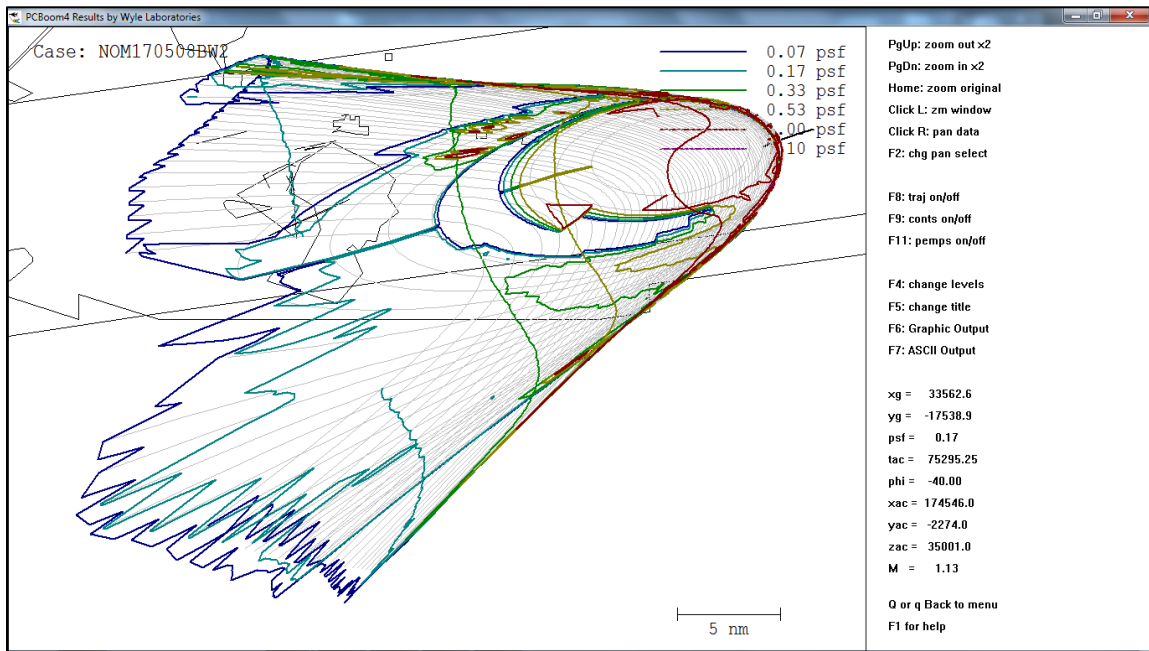 PCBoom4 Results by Wyle Laboratories
Case: NOM170508BW2
0.07 psf
0.17 psf
0.33 psf
0.53 psf
.00 psf
10 psf
5 nm
PgUp: zoom out x2
PgDn: zoom in x2
Home: zoom original
Click L: zm window
Click R: pan data
F2: chg pan select
F8: traj on/off
F9: conts on/off
F11: pemps on/off
F4: change levels
F5: change title
F6: Graphic Output
F7: ASCII Output
xg = 33562.6
yg = -17538.9
psf = 0.17
tac = 75295.25
phi = -40.00
xac = 174546.0
yac = -2274.0
zac = 35001.0
M = 1.13
Q or q Back to menu
F1 for help